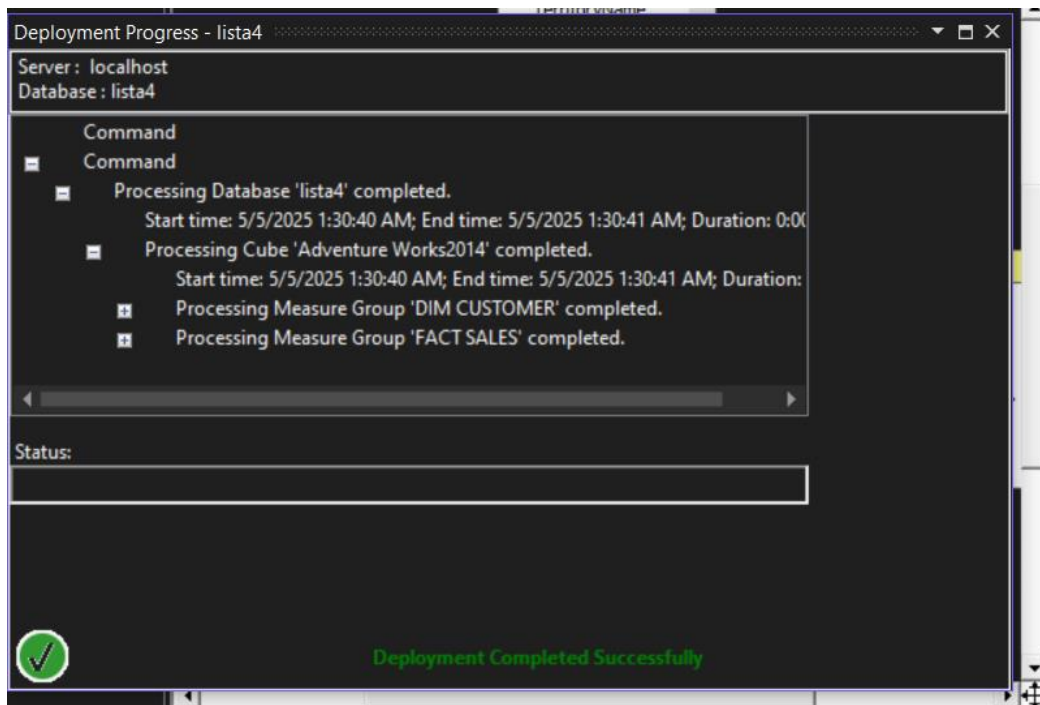 TerritoryName
Deployment Progress - lista4
Server : localhost
Database : lista4
Command
Command
Processing Database 'lista4' completed.
Start time: 5/5/2025 1:30:40 AM; End time: 5/5/2025 1:30:41 AM; Duration: 0:00
Processing Cube 'Adventure Works2014' completed.
Start time: 5/5/2025 1:30:40 AM; End time: 5/5/2025 1:30:41 AM; Duration:
Processing Measure Group 'DIM CUSTOMER' completed.
Processing Measure Group 'FACT SALES' completed.
Status:
Deployment Completed Successfully